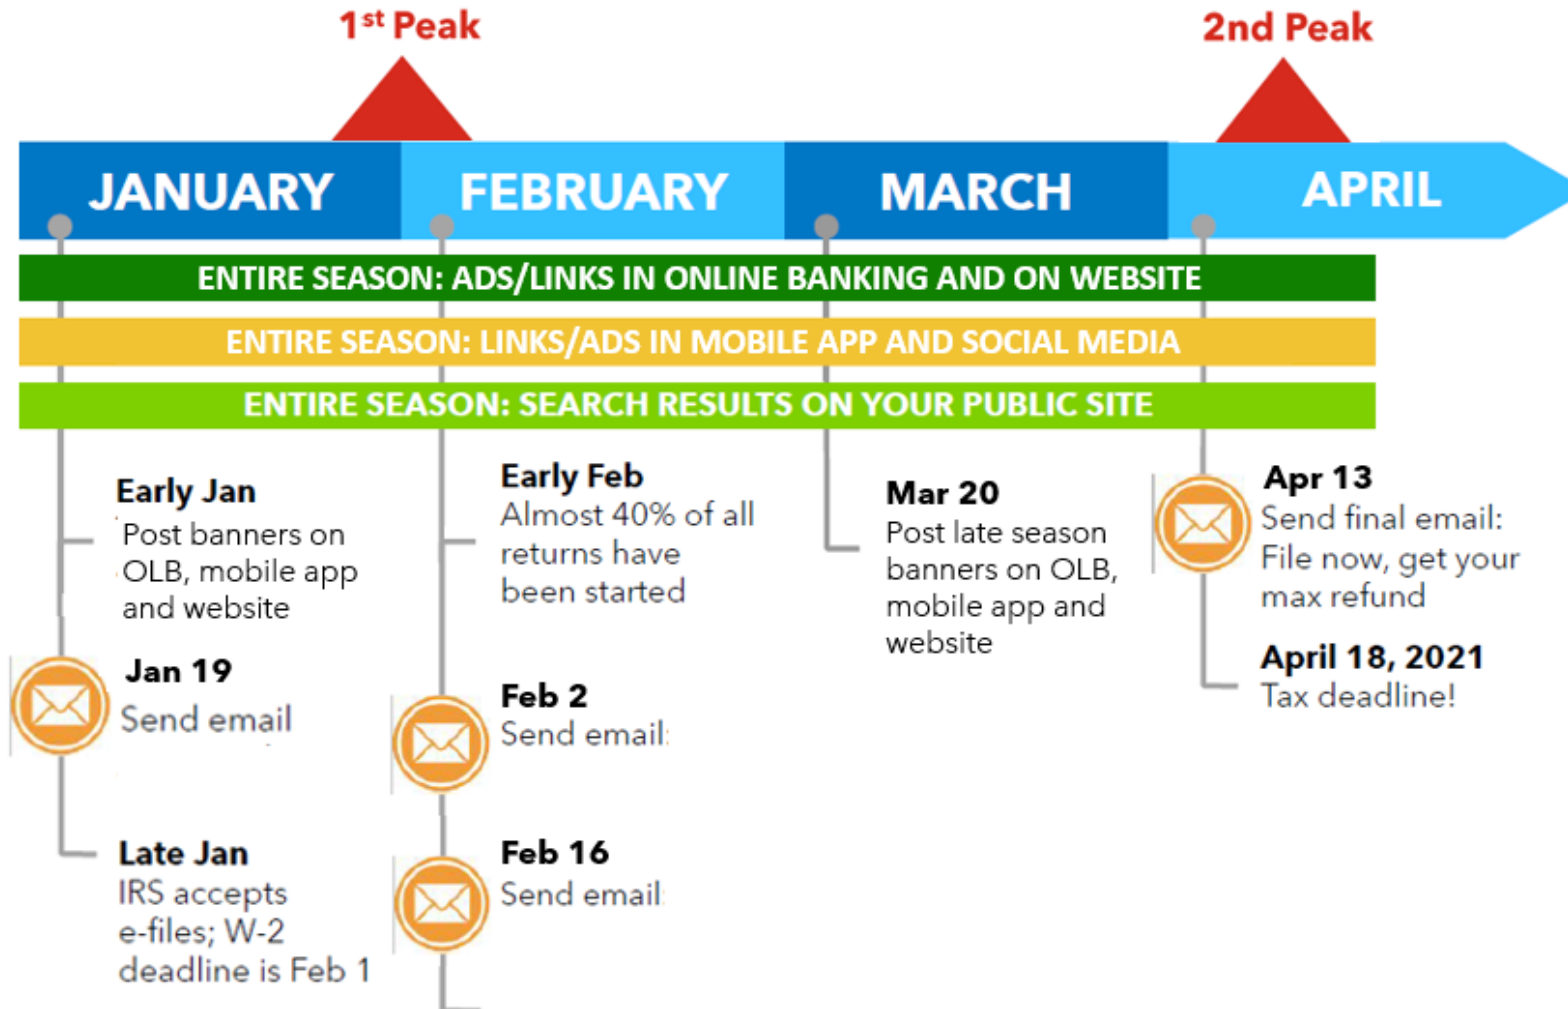 1st Peak
2nd Peak
JANUARY
FEBRUARY
MARCH
APRIL
ENTIRE SEASON: ADS/LINKS IN ONLINE BANKING AND ON WEBSITE
ENTIRE SEASON: LINKS/ADS IN MOBILE APP AND SOCIAL MEDIA
ENTIRE SEASON: SEARCH RESULTS ON YOUR PUBLIC SITE
Early Jan
Post banners on
OLB, mobile app
and website
Jan 19
Send email
Late Jan
IRS accepts
e-files; W-2
deadline is Feb 1
Early Feb
Almost 40% of all
returns have
been started
Feb 2
Send email:
Feb 16
Send email:
Mar 20
Post late season
banners on OLB,
mobile app and
website
Apr 13
Send final email:
File now, get your
max refund
April 18, 2021
Tax deadline!